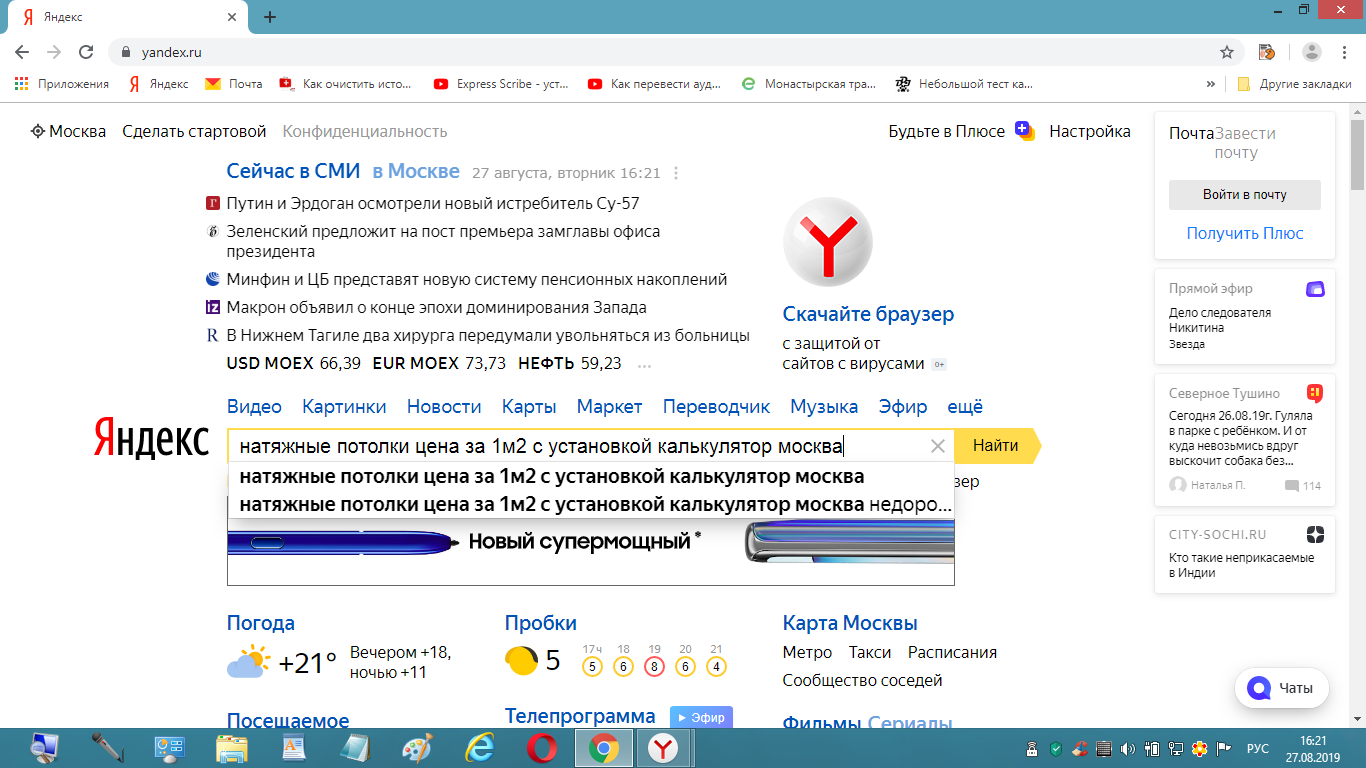 Яндекс
yandex.ru
Приложения
Яндекс
Почта
Как очистить исто...
Express Scribe - уст...
Как перевести ауд...
Монастырская тра...
Небольшой тест ка...
»
Другие закладки
Москва
Сделать стартовой
Конфиденциальность
Будьте в Плюсе
Настройка
Сейчас в СМИ
в Москве
27 августа, вторник 16:21
Путин и Эрдоган осмотрели новый истребитель Су-57
Зеленский предложит на пост премьера замглавы офиса
президента
Минфин и ЦБ представят новую систему пенсионных накоплений
Макрон объявил о конце эпохи доминирования Запада
В Нижнем Тагиле два хирурга передумали увольняться из больницы
USD MOEX 66,39 EUR MOEX 73,73 НЕФТЬ 59,23 ...
Скачайте браузер
с защитой от
сайтов с вирусами 0+
ПочтаЗавести
почту
Войти в почту
Получить Плюс
Прямой эфир
Дело следователя
Никитина
Звезда
Северное Тушино
Сегодня 26.08.19г. Гуляла
в парке с ребёнком. И от
куда невозьмись вдруг
выскочит собака без...
Наталья П.
114
CITY-SOCHI.RU
Кто такие неприкасаемые
в Индии
Видео Картинки Новости Карты Маркет Переводчик Музыка Эфир ещё
Яндекс
натяжные потолки цена за 1м2 с установкой калькулятор москва
Найти
натяжные потолки цена за 1м2 с установкой калькулятор москва
натяжные потолки цена за 1м2 с установкой калькулятор москва недоро...
зер
Новый супермощный*
Погода
+21°
Вечером +18,
ночью +11
Пробки
5
17ч 18 19 20 21
5 6 8 6 4
Карта Москвы
Метро Такси Расписания
Сообщество соседей
Посещаемое
Телепрограмма
Эфир
Фильмы Сериалы
Чаты
РУС
16:21
27.08.2019